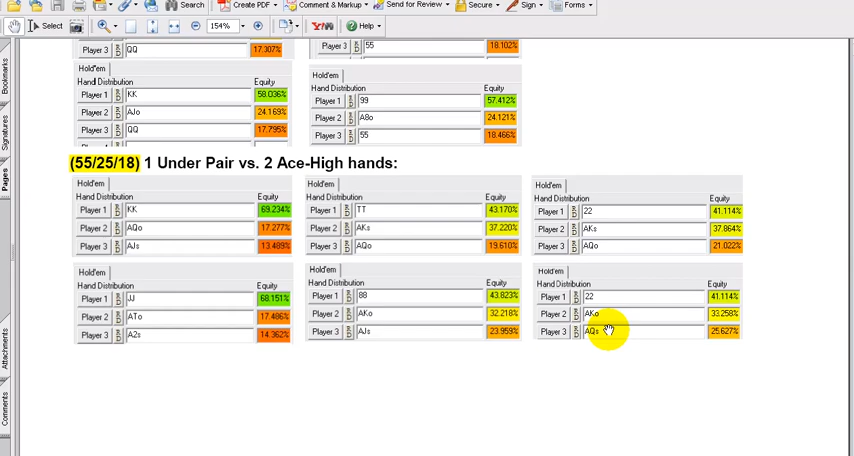 Search Create PDF Comment & Markup Send for Review Secure Sign Forms
Select 154% Y! Help
Player 3 QQ 17.307%
Player 3 55 18.102%
Hold'em
Hand Distribution Equity
Player 1 KK 58.036%
Player 2 AJo 24.169%
Player 3 QQ 17.795%
Hold'em
Hand Distribution Equity
Player 1 99 57.412%
Player 2 A8o 24.121%
Player 3 55 18.466%
(55/25/18) 1 Under Pair vs. 2 Ace-High hands:
Hold'em
Hand Distribution Equity
Player 1 KK 69.234%
Player 2 AQo 17.277%
Player 3 AJs 13.489%
Hold'em
Hand Distribution Equity
Player 1 TT 43.170%
Player 2 AKs 37.220%
Player 3 AQo 19.610%
Hold'em
Hand Distribution Equity
Player 1 22 41.114%
Player 2 AKs 37.864%
Player 3 AQo 21.022%
Hold'em
Hand Distribution Equity
Player 1 JJ 68.151%
Player 2 ATo 17.486%
Player 3 A2s 14.362%
Hold'em
Hand Distribution Equity
Player 1 88 43.823%
Player 2 AKo 32.218%
Player 3 AJs 23.959%
Hold'em
Hand Distribution Equity
Player 1 22 41.114%
Player 2 AKo 33.258%
Player 3 AQs 25.627%
Bookmarks
Signatures
Pages
Attachments
Comments